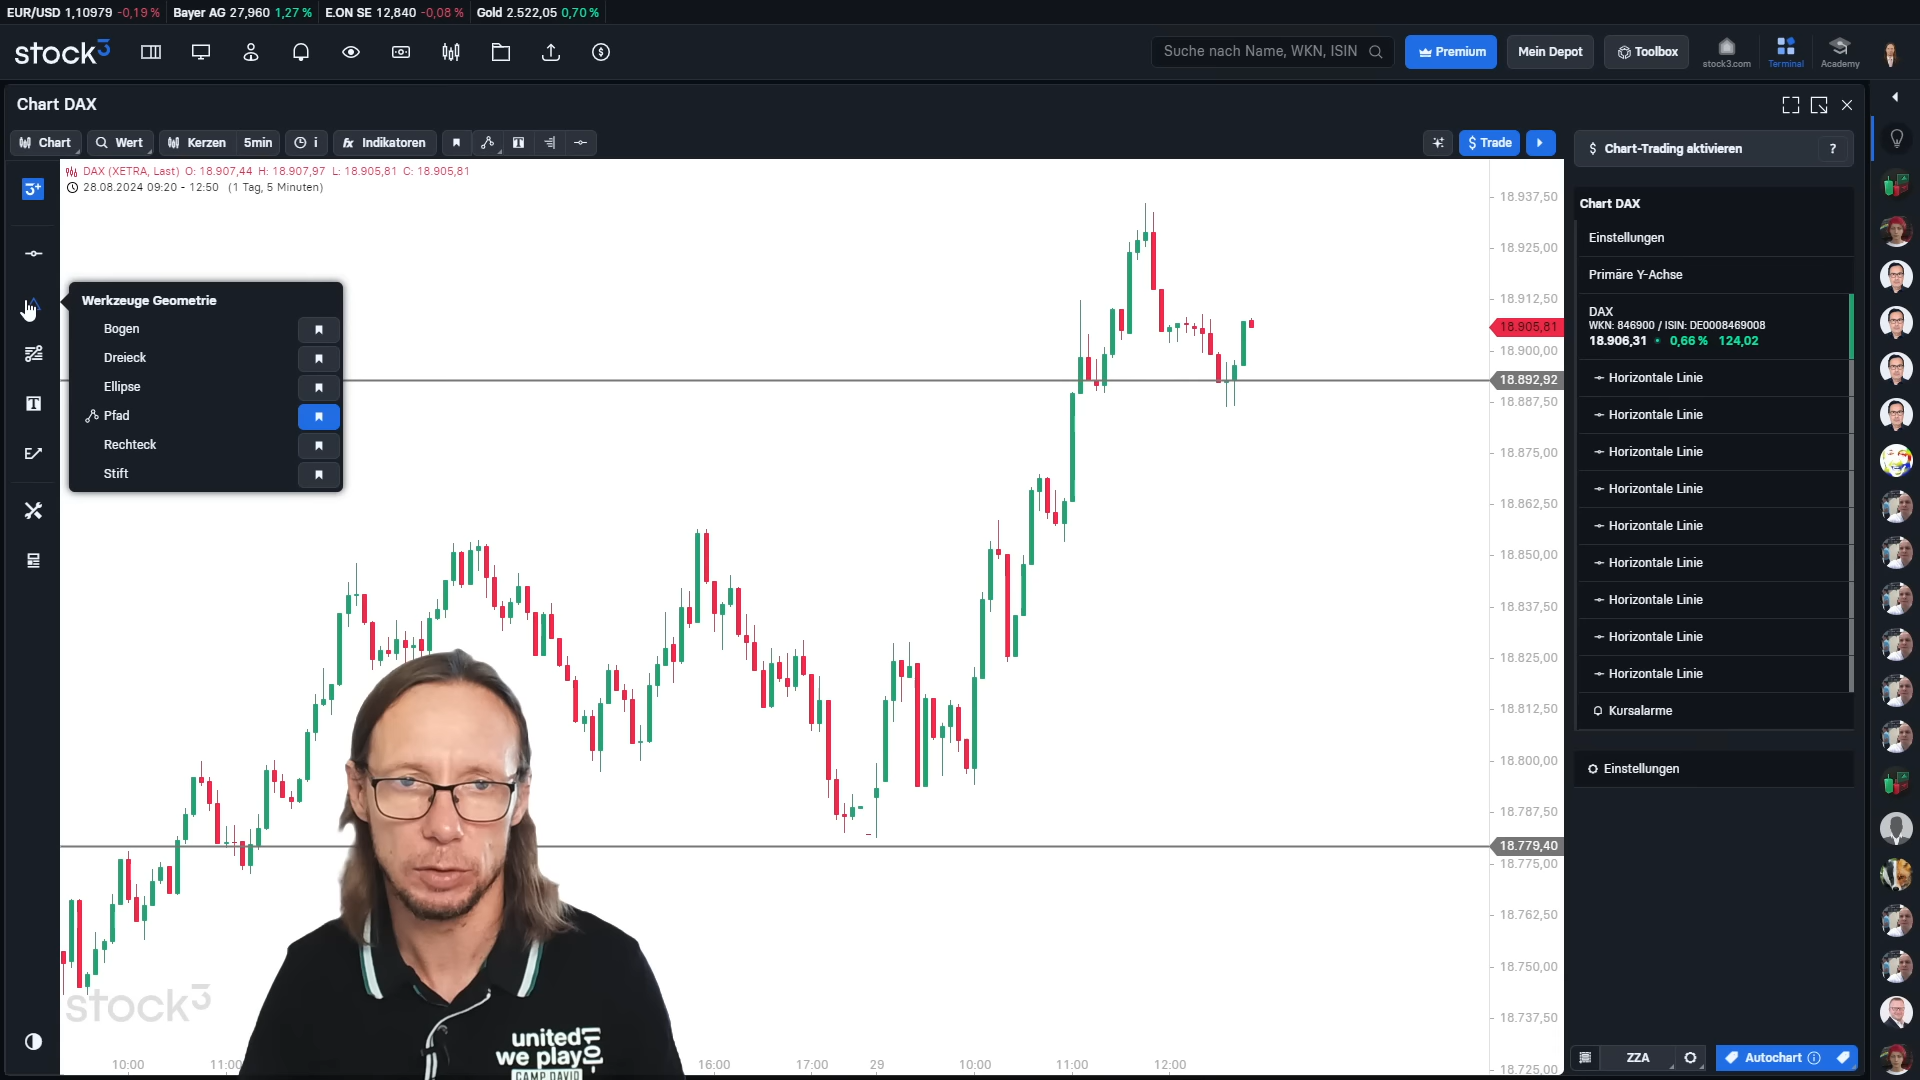 EUR/USD 1,10979 -0,19 % Bayer AG 27,960 1,27 % E.ON SE 12,840 -0,08 % Gold 2.522,05 0,70 %
stock3
Suche nach Name, WKN, ISIN
Premium
Mein Depot
Toolbox
stock3.com
Terminal
Academy
Chart DAX
Chart
Wert
Kerzen
5min
i
fx Indikatoren
$ Trade
$ Chart-Trading aktivieren
?
DAX (XETRA, Last) O: 18.907,44 H: 18.907,97 L: 18.905,81 C: 18.905,81
28.08.2024 09:20 - 12:50 (1 Tag, 5 Minuten)
3+
Werkzeuge Geometrie
Bogen
Dreieck
Ellipse
Pfad
Rechteck
Stift
18.937,50
18.925,00
18.912,50
18.905,81
18.900,00
18.892,92
18.887,50
18.875,00
18.862,50
18.850,00
18.837,50
18.825,00
18.812,50
18.800,00
18.787,50
18.779,40
18.775,00
18.762,50
18.750,00
18.737,50
18.725,00
Chart DAX
Einstellungen
Primäre Y-Achse
DAX
WKN: 846900 / ISIN: DE0008469008
18.906,31 • 0,66 % 124,02
Horizontale Linie
Horizontale Linie
Horizontale Linie
Horizontale Linie
Horizontale Linie
Horizontale Linie
Horizontale Linie
Horizontale Linie
Horizontale Linie
Kursalarme
Einstellungen
stock3
united
we play
[011]
CAMP DAVID
10:00
11:00
16:00
17:00
29
10:00
11:00
12:00
ZZA
Autochart